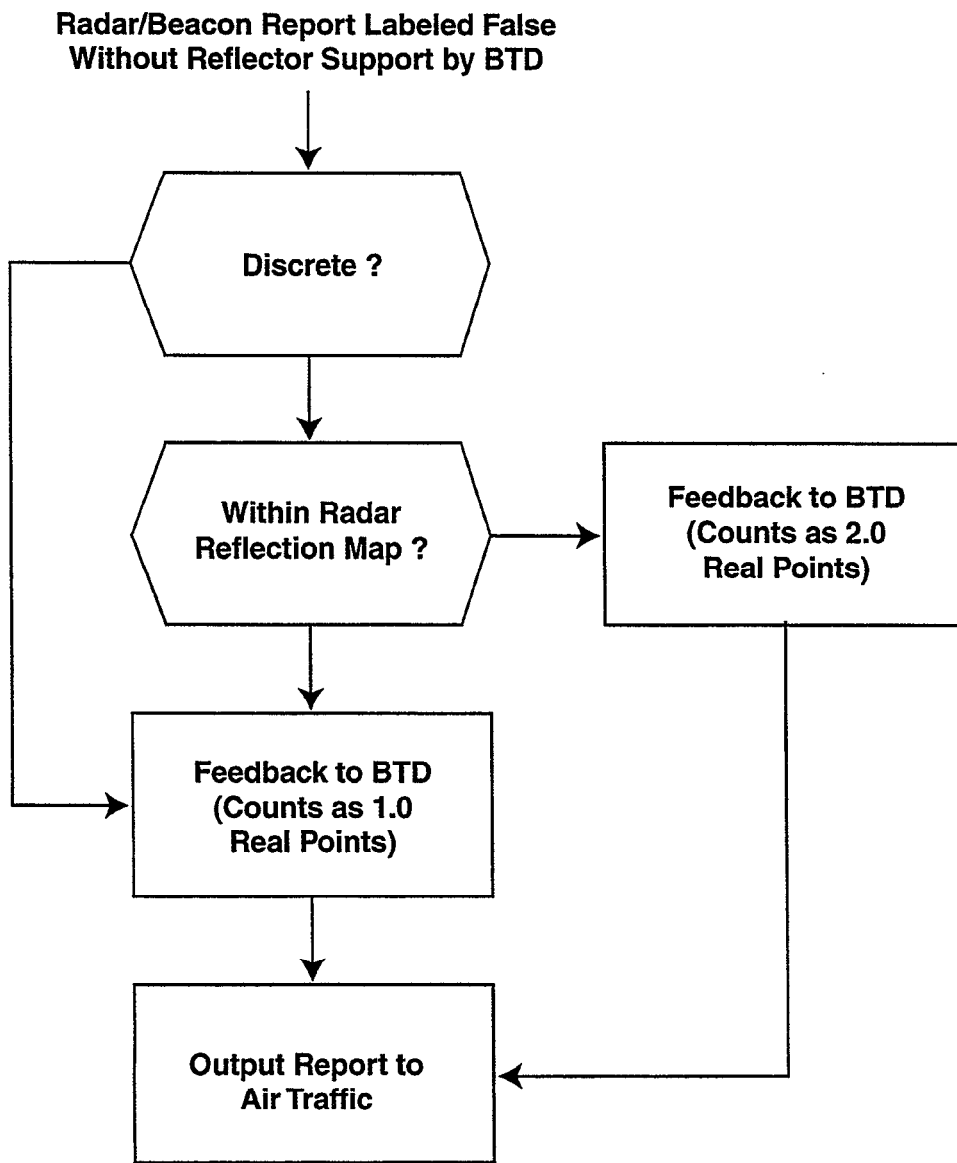 Radar/Beacon Report Labeled False
Without Reflector Support by BTD
Discrete ?
Within Radar
Reflection Map ?
Feedback to BTD
(Counts as 2.0
Real Points)
Feedback to BTD
(Counts as 1.0
Real Points)
Output Report to
Air Traffic